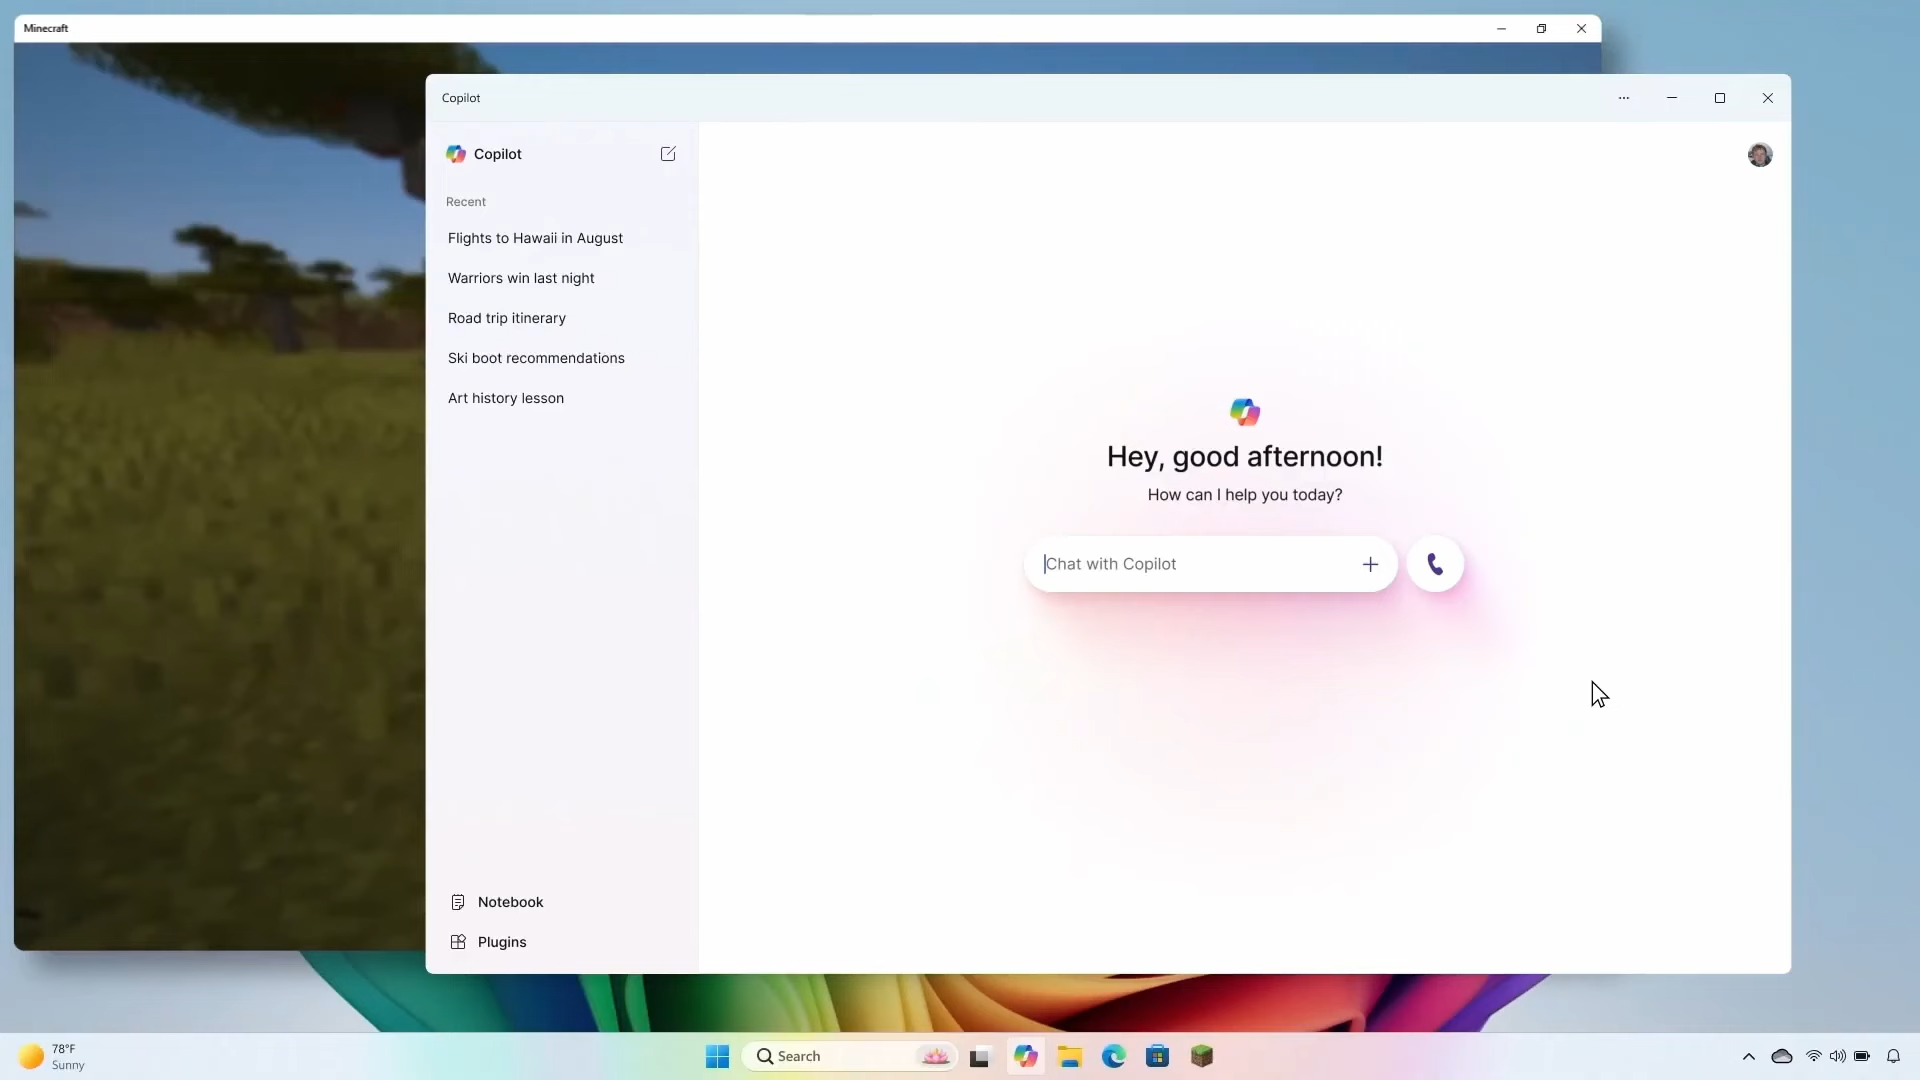 Minecraft
Copilot
Copilot
Recent
Flights to Hawaii in August
Warriors win last night
Road trip itinerary
Ski boot recommendations
Art history lesson
Hey, good afternoon!
How can I help you today?
Chat with Copilot
Notebook
Plugins
78°F
Sunny
Search